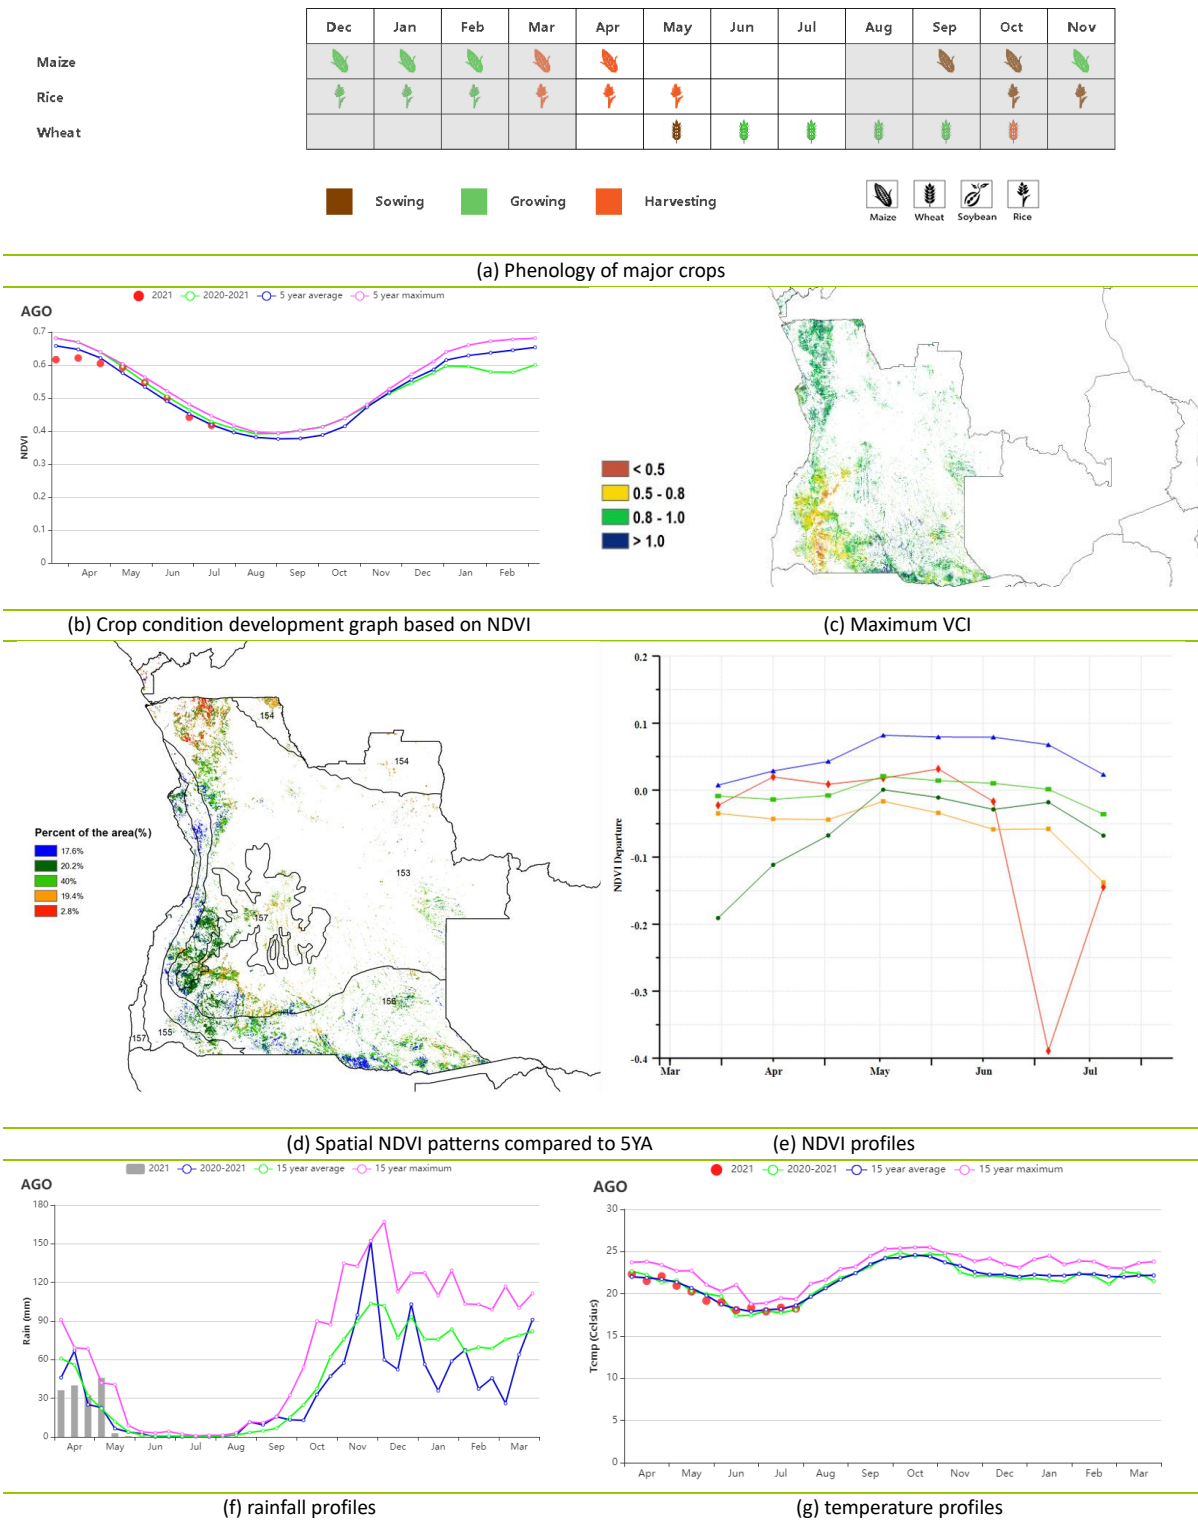 Dec Jan Feb Mar Apr May Jun Jul Aug Sep Oct Nov
Maize
Rice
Wheat
Sowing Growing Harvesting
Maize Wheat Soybean Rice
(a) Phenology of major crops
2021 2020-2021 5 year average 5 year maximum
AGO
0.7
0.6
0.5
0.4
0.3
0.2
0.1
0
NDVI
Apr May Jun Jul Aug Sep Oct Nov Dec Jan Feb
< 0.5
0.5 - 0.8
0.8 - 1.0
> 1.0
(b) Crop condition development graph based on NDVI
(c) Maximum VCI
154
154
153
157
156
155
157
Percent of the area(%)
17.6%
20.2%
40%
19.4%
2.8%
0.2
0.1
0.0
-0.1
-0.2
-0.3
-0.4
NDVI Departure
Mar Apr May Jun Jul
(d) Spatial NDVI patterns compared to 5YA
(e) NDVI profiles
2021 2020-2021 15 year average 15 year maximum
AGO
180
150
120
90
60
30
0
Rain (mm)
Apr May Jun Jul Aug Sep Oct Nov Dec Jan Feb Mar
2021 2020-2021 15 year average 15 year maximum
AGO
30
25
20
15
10
5
0
Temp (Celsirs)
Apr May Jun Jul Aug Sep Oct Nov Dec Jan Feb Mar
(f) rainfall profiles
(g) temperature profiles